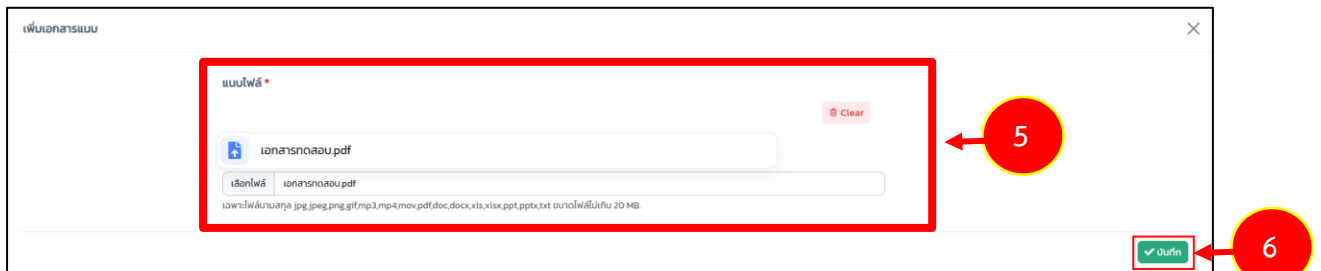 เพิ่มเอกสารแบบ
แนบไฟล์ *
Clear
เอกสารทดสอบ.pdf
เลือกไฟล์ เอกสารทดสอบ.pdf
เฉพาะไฟล์นามสกุล jpg,jpeg,png,gif,mp3,mp4,mov,pdf,doc,docx,xls,xlsx,ppt,pptx,txt ขนาดไฟล์ไม่เกิน 20 MB.
5
บันทึก
6